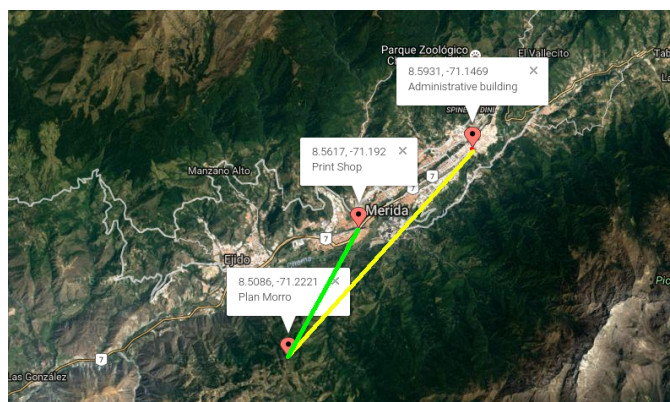 Parque Zoológico
El Vallecito
8.5931, -71.1469
Administrative building
8.5617, -71.192
Print Shop
Manzano Alto
7
Merida
7
Ejido
8.5086, -71.2221
Plan Morro
7
Las González